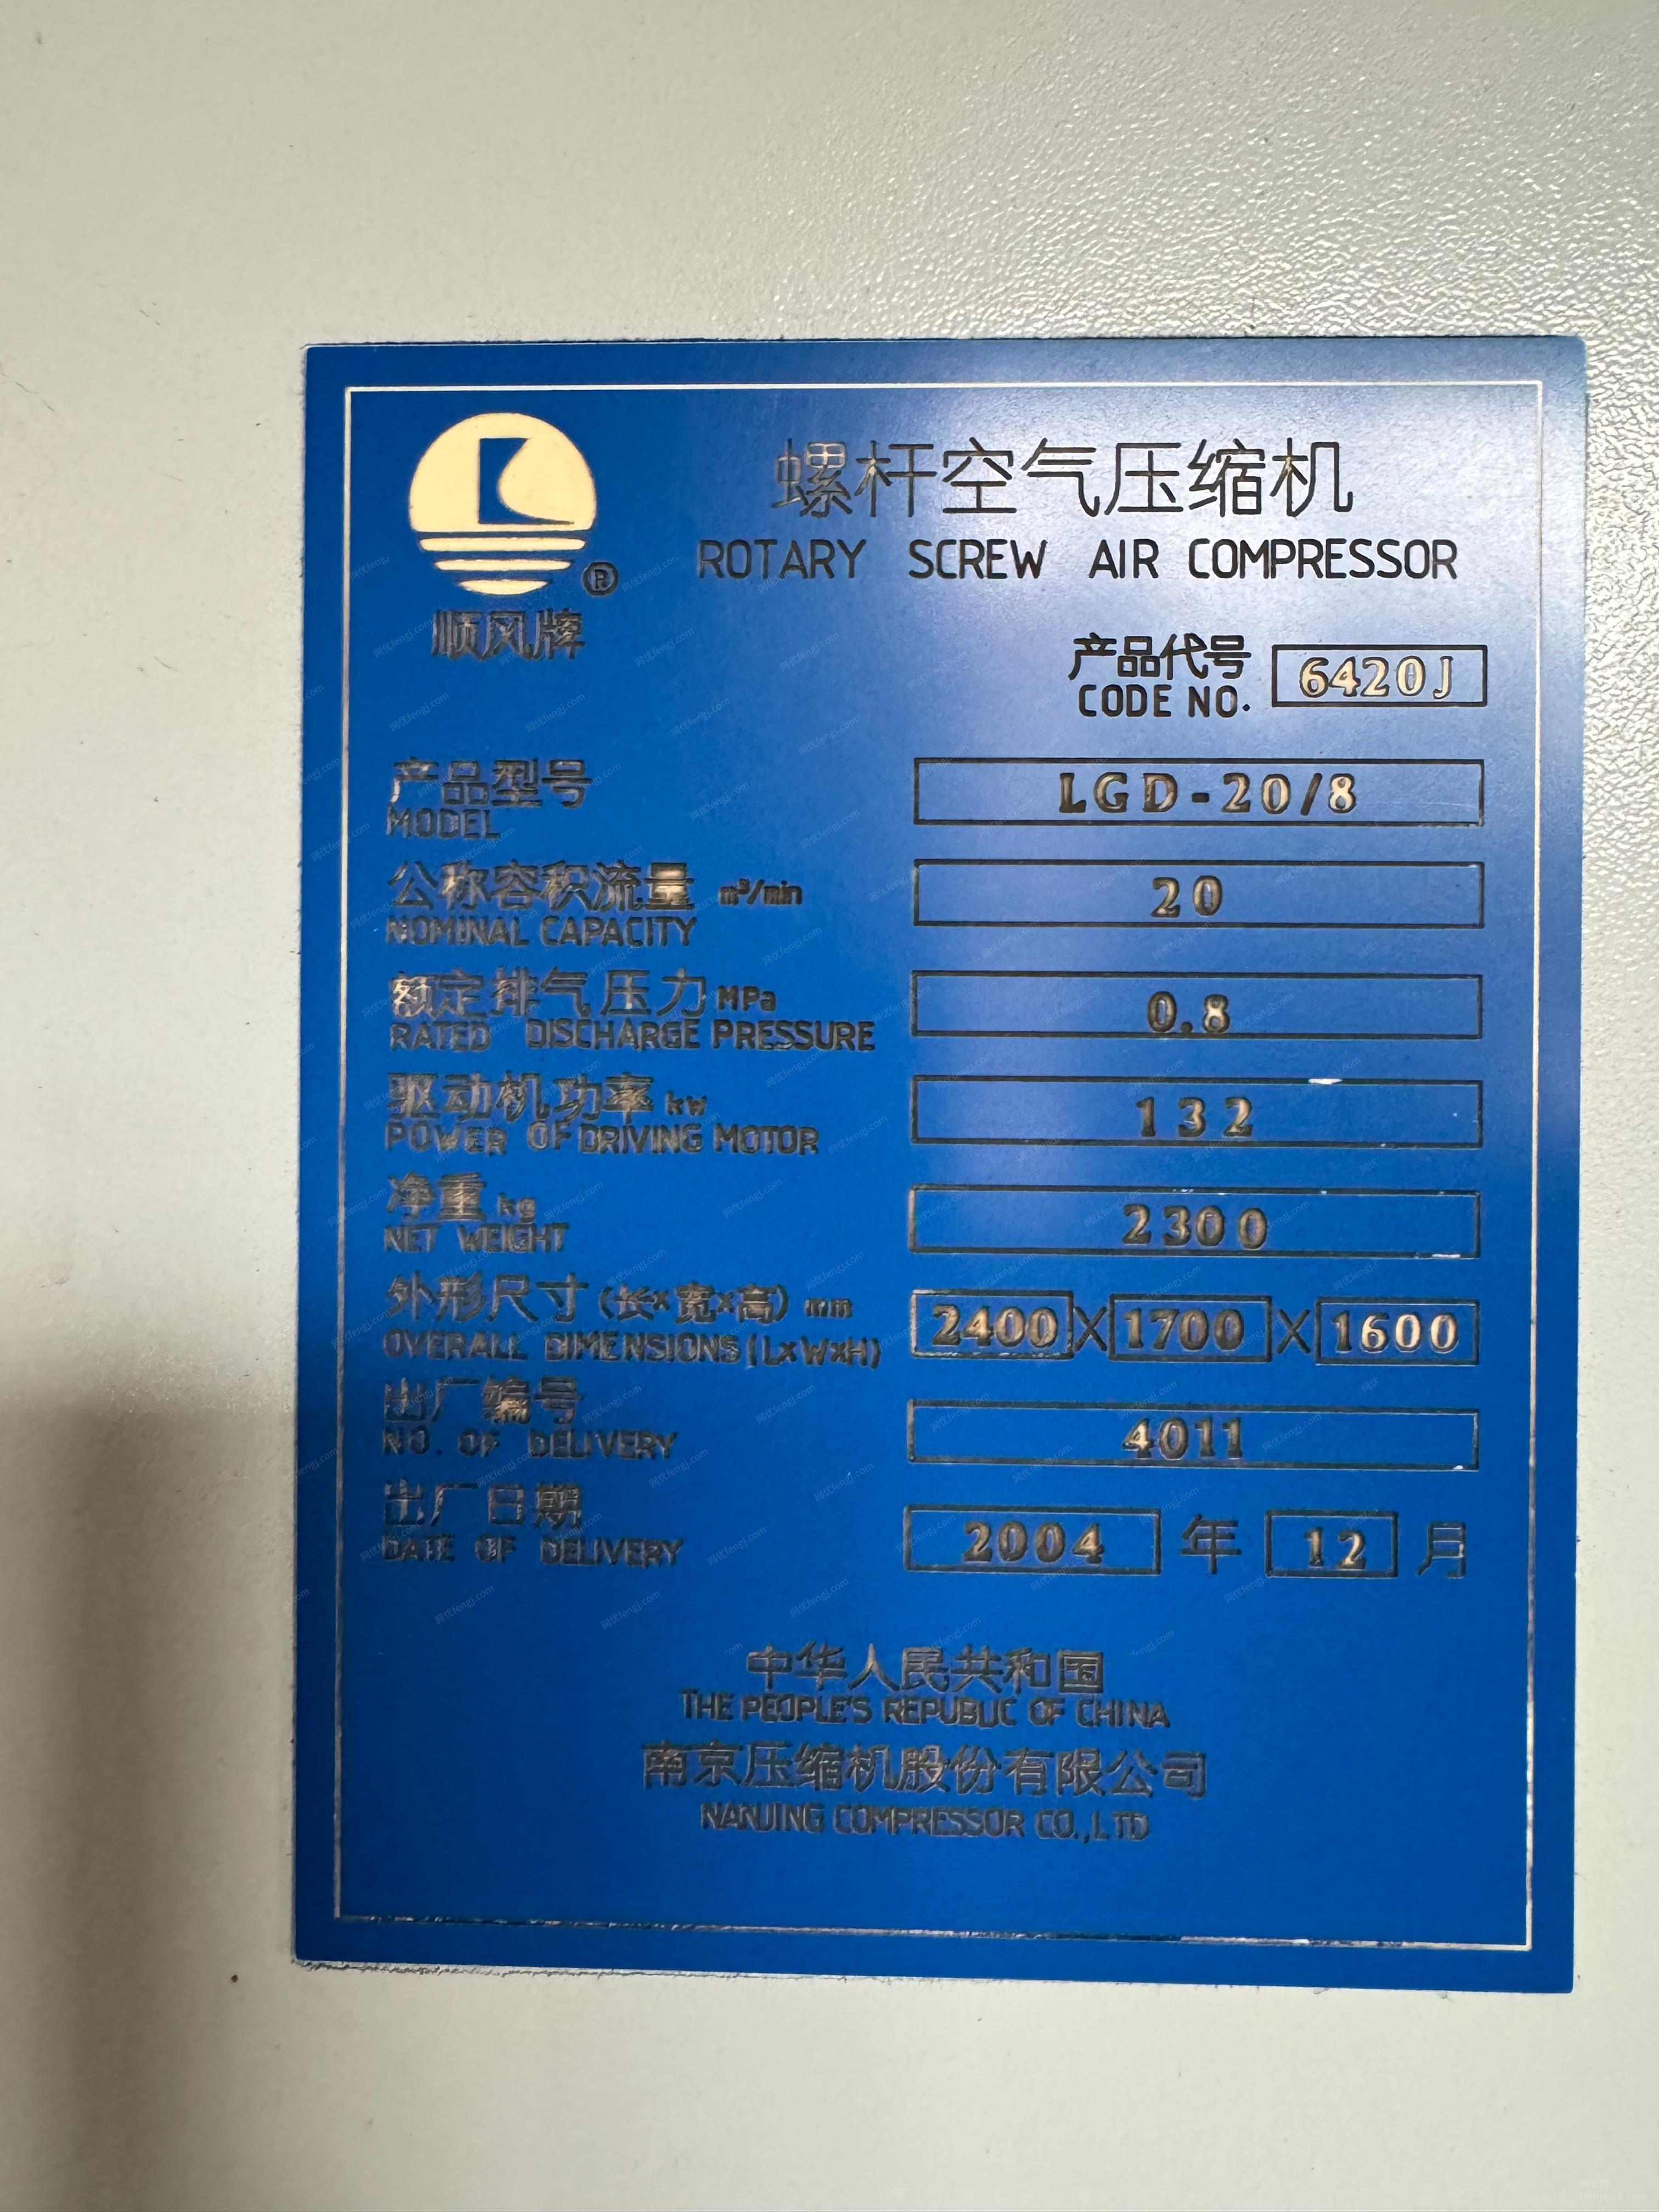 螺杆空气压缩机
ROTARY SCREW AIR COMPRESSOR
®
顺风牌
产品代号 6420J
CODE NO.
产品型号 LGD-20/8
MODEL
公称容积流量 m³/min 20
NOMINAL CAPACITY
额定排气压力 MPa 0.8
RATED DISCHARGE PRESSURE
驱动机功率 kw 132
POWER OF DRIVING MOTOR
净重 kg 2300
NET WEIGHT
外形尺寸(长×宽×高) mm 2400X1700X1600
OVERALL DIMENSIONS(L×W×H)
出厂编号 4011
NO. OF DELIVERY
出厂日期 2004 年 12 月
DATE OF DELIVERY
中华人民共和国
THE PEOPLE'S REPUBLIC OF CHINA
南京压缩机股份有限公司
NANJING COMPRESSOR CO.,LTD